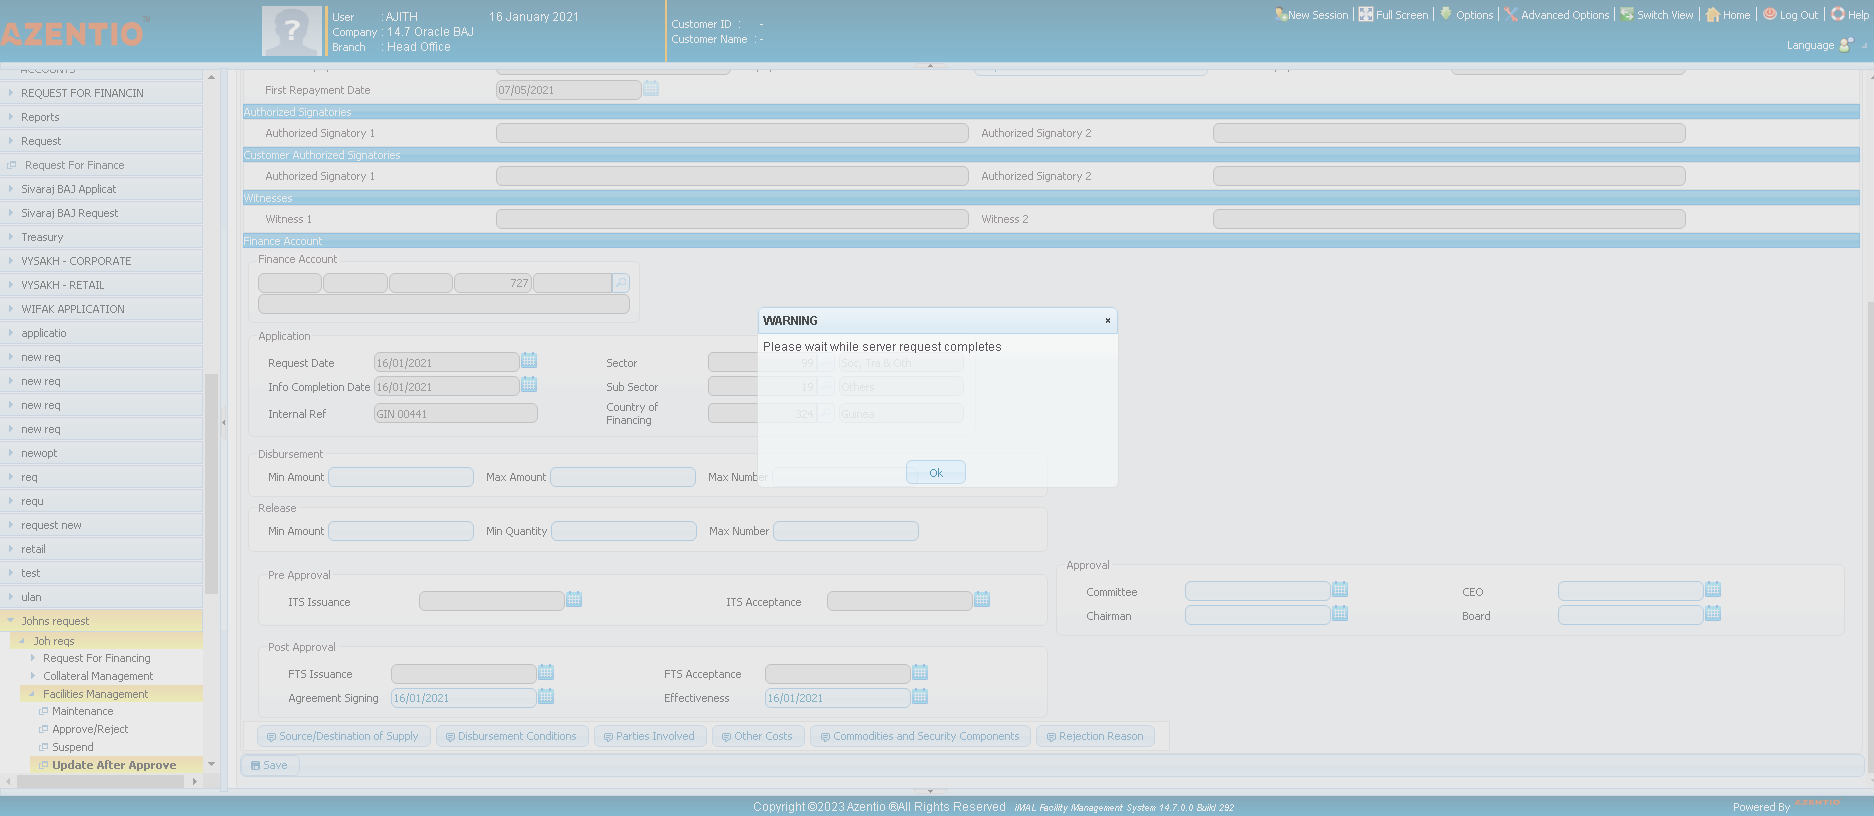 AZENTIO™
User : AJITH 16 January 2021
Company : 14.7 Oracle BAJ
Branch : Head Office
Customer ID : -
Customer Name : -
New Session | Full Screen | Options | Advanced Options | Switch View | Home | Log Out | Help
Language
ACCOUNTS
REQUEST FOR FINANCIN
Reports
Request
Request For Finance
Sivaraj BAJ Applicat
Sivaraj BAJ Request
Treasury
VYSAKH - CORPORATE
VYSAKH - RETAIL
WIFAK APPLICATION
applicatio
new req
new req
new req
new req
newopt
req
requ
request new
retail
test
ulan
Johns request
Joh reqs
Request For Financing
Collateral Management
Facilities Management
Maintenance
Approve/Reject
Suspend
Update After Approve
First Repayment Date 07/05/2021
Authorized Signatories
Authorized Signatory 1 Authorized Signatory 2
Customer Authorized Signatories
Authorized Signatory 1 Authorized Signatory 2
Witnesses
Witness 1 Witness 2
Finance Account
Finance Account
727
Application
Request Date 16/01/2021 Sector 99 Soc, Tra & Oth
Info Completion Date 16/01/2021 Sub Sector 19 Others
Internal Ref GIN 00441 Country of Financing 324 Guinea
WARNING ×
Please wait while server request completes
Ok
Disbursement
Min Amount Max Amount Max Number
Release
Min Amount Min Quantity Max Number
Pre Approval
ITS Issuance ITS Acceptance
Approval
Committee CEO
Chairman Board
Post Approval
FTS Issuance FTS Acceptance
Agreement Signing 16/01/2021 Effectiveness 16/01/2021
Source/Destination of Supply Disbursement Conditions Parties Involved Other Costs Commodities and Security Components Rejection Reason
Save
Copyright ©2023 Azentio ®All Rights Reserved iMAL Facility Management System 14.7.0.0 Build 292
Powered By AZENTIO